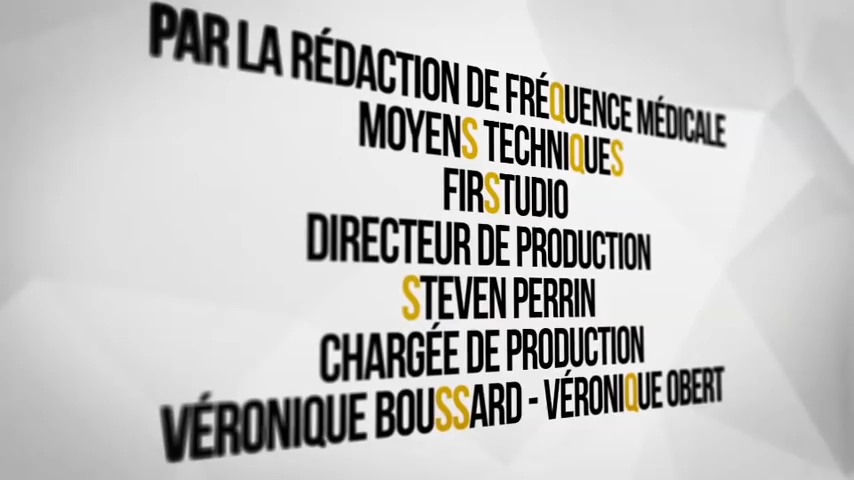 PAR LA RÉDACTION DE FRÉQUENCE MÉDICALE
MOYENS TECHNIQUES
FIRSTUDIO
DIRECTEUR DE PRODUCTION
STEVEN PERRIN
CHARGÉE DE PRODUCTION
VÉRONIQUE BOUSSARD - VÉRONIQUE OBERT